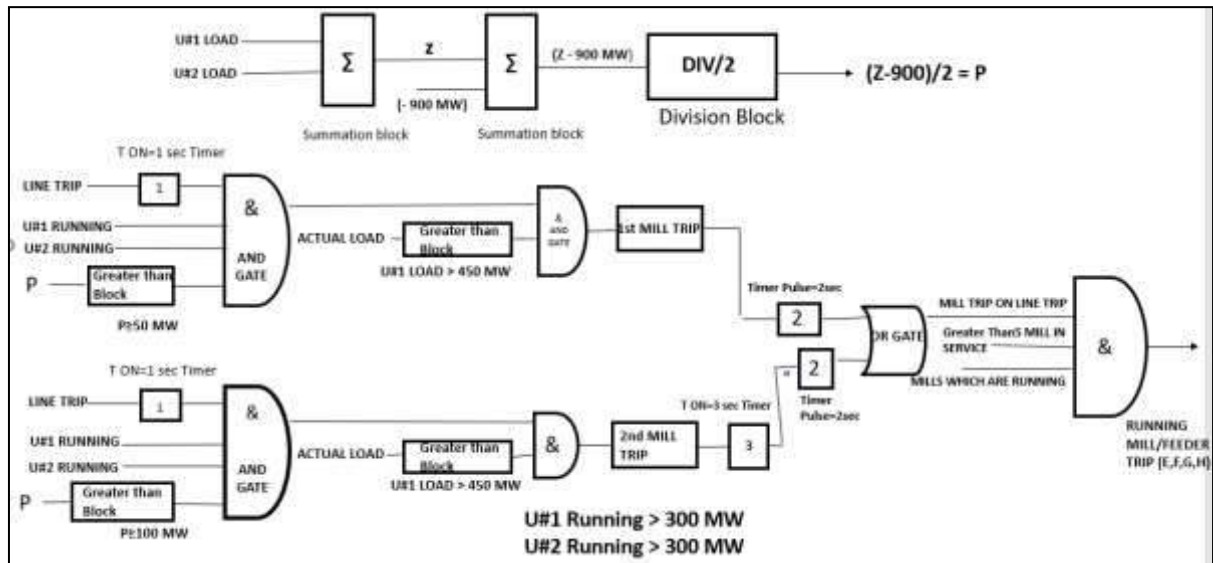 U#1 LOAD
U#2 LOAD
Σ
Z
(- 900 MW)
Σ
(Z - 900 MW)
DIV/2
(Z-900)/2 = P
Summation block
Summation block
Division Block
T ON=1 sec Timer
LINE TRIP
1
U#1 RUNNING
U#2 RUNNING
P
Greater than
Block
P≥50 MW
&
AND
GATE
ACTUAL LOAD
Greater than
Block
U#1 LOAD > 450 MW
&
AND
GATE
1st MILL TRIP
Timer Pulse=2sec
2
OR GATE
MILL TRIP ON LINE TRIP
Greater Than5 MILL IN
SERVICE
MILLS WHICH ARE RUNNING
&
RUNNING
MILL/FEEDER
TRIP (E,F,G,H)
T ON=1 sec Timer
LINE TRIP
1
U#1 RUNNING
U#2 RUNNING
P
Greater than
Block
P≥100 MW
&
AND
GATE
ACTUAL LOAD
Greater than
Block
U#1 LOAD > 450 MW
&
2nd MILL
TRIP
T ON=3 sec Timer
3
2
Timer
Pulse=2sec
U#1 Running > 300 MW
U#2 Running > 300 MW